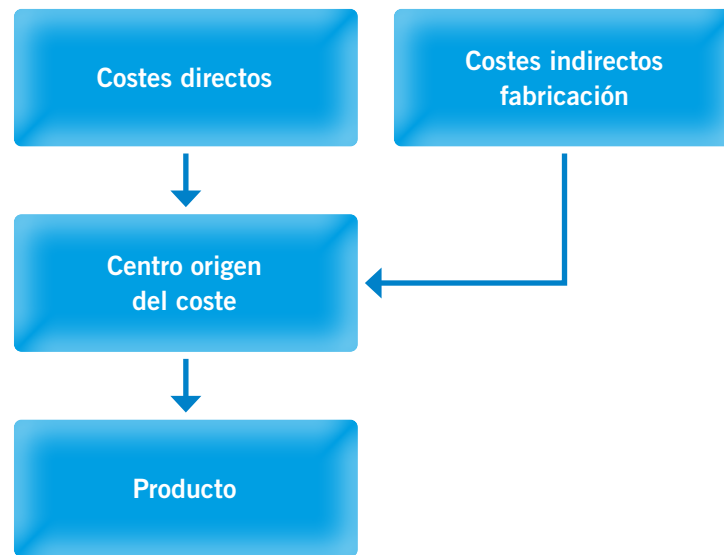 Costes directos
Costes indirectos
fabricación
Centro origen
del coste
Producto